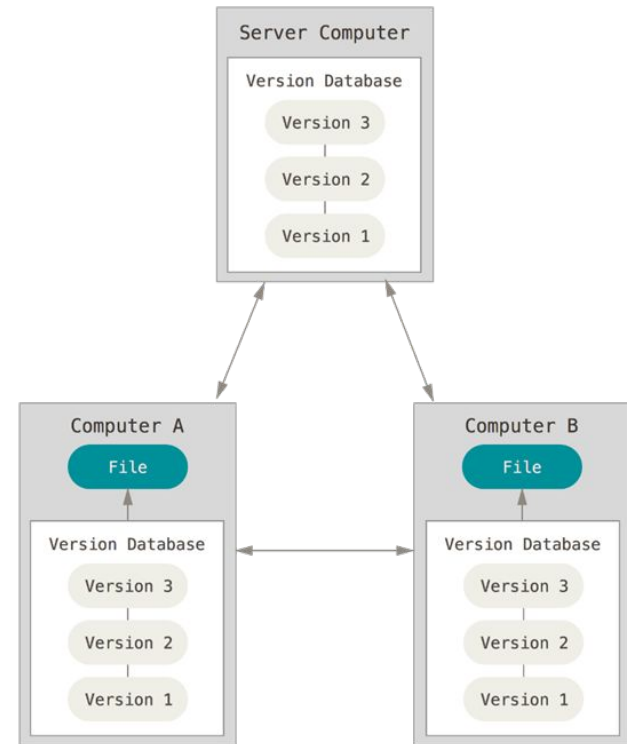 Server Computer
Version Database
Version 3
Version 2
Version 1
Computer A
File
Version Database
Version 3
Version 2
Version 1
Computer B
File
Version Database
Version 3
Version 2
Version 1